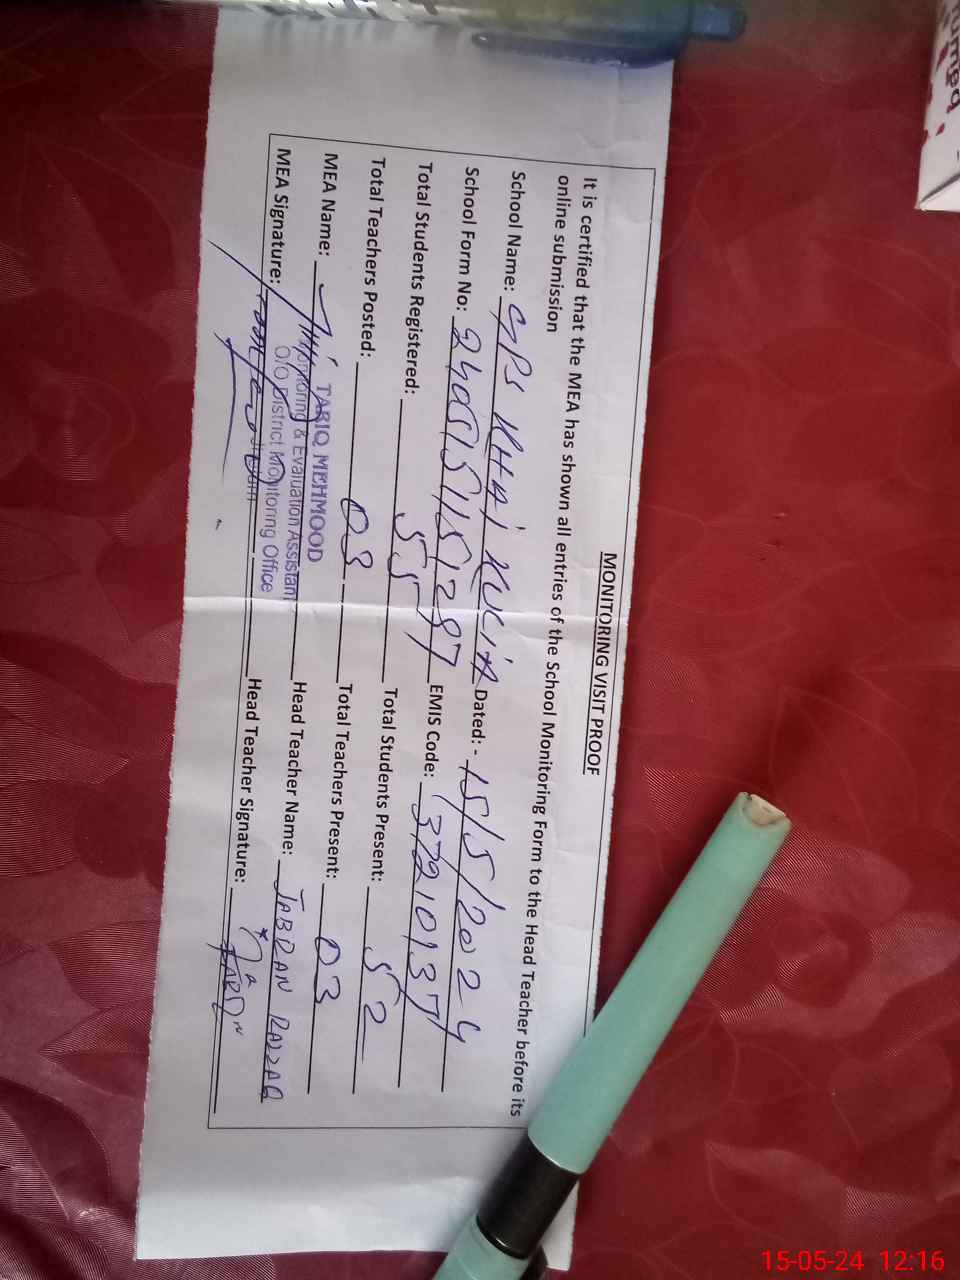 MONITORING VISIT PROOF
It is certified that the MEA has shown all entries of the School Monitoring Form to the Head Teacher before its
online submission
School Name: GPS KHAI KUCIA Dated: - 15/5/2024
School Form No: EMIS Code: 37210137
Total Students Registered: 55 Total Students Present: 52
Total Teachers Posted: 03 Total Teachers Present: 03
MEA Name: TARIQ MEHMOOD Head Teacher Name: JABRAN RAZZAQ
Monitoring & Evaluation Assistant
O/O District Monitoring Office
MEA Signature: Head Teacher Signature:
15-05-24 12:16